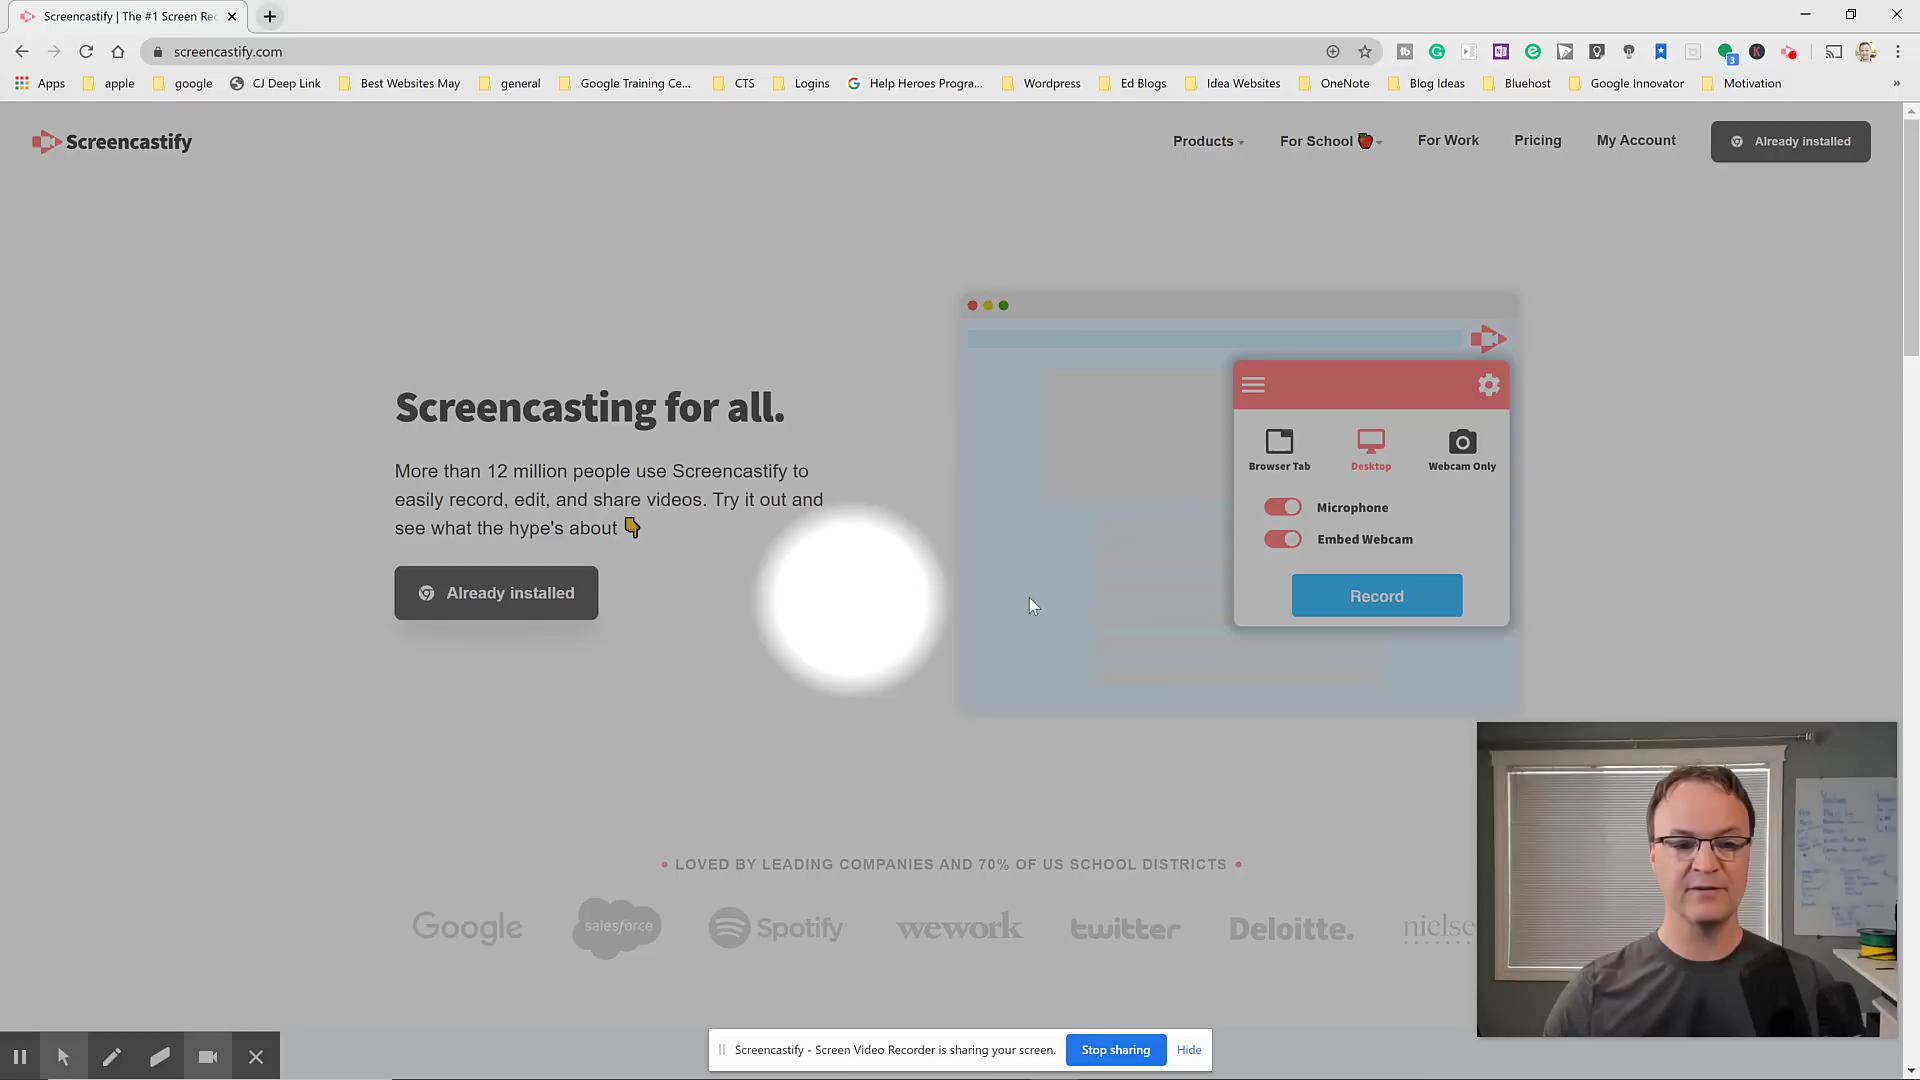 Screencastify | The #1 Screen Rec
screencastify.com
Apps apple google CJ Deep Link Best Websites May general Google Training Ce... CTS Logins Help Heroes Progra... Wordpress Ed Blogs Idea Websites OneNote Blog Ideas Bluehost Google Innovator Motivation »
3
Screencastify
Products For School For Work Pricing My Account Already installed
Screencasting for all.
More than 12 million people use Screencastify to
easily record, edit, and share videos. Try it out and
see what the hype's about
Already installed
Browser Tab Desktop Webcam Only
Microphone
Embed Webcam
Record
• LOVED BY LEADING COMPANIES AND 70% OF US SCHOOL DISTRICTS •
Google salesforce Spotify wework twitter Deloitte. nielse
Screencastify - Screen Video Recorder is sharing your screen. Stop sharing Hide